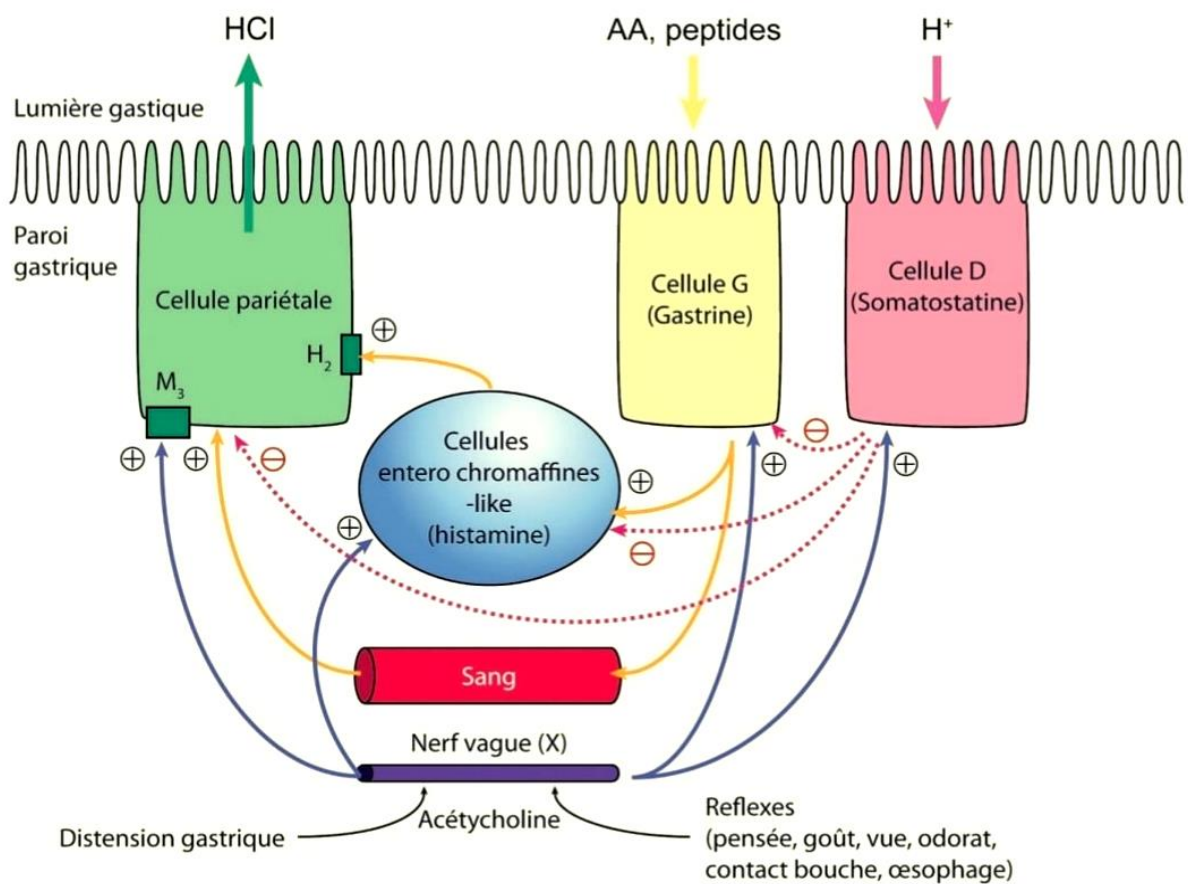 HCl
AA, peptides
H⁺
Lumière gastique
Paroi
gastrique
Cellule pariétale
Cellule G
(Gastrine)
Cellule D
(Somatostatine)
H₂
⊕
M₃
Cellules
entero chromaffines
-like
(histamine)
⊕
⊕
⊖
⊕
⊕
⊖
⊖
⊕
⊕
Sang
Nerf vague (X)
Acétycholine
Distension gastrique
Reflexes
(pensée, goût, vue, odorat,
contact bouche, œsophage)